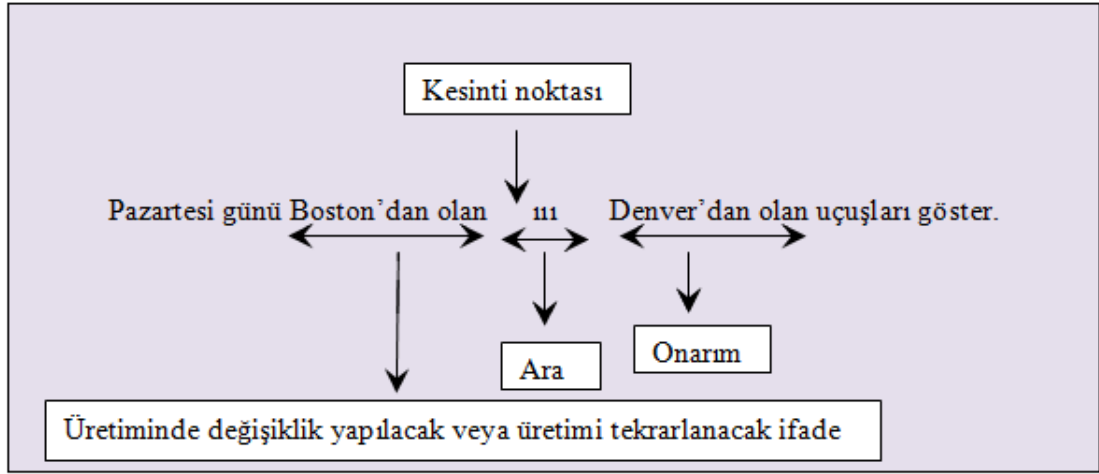 Kesinti noktası
Pazartesi günü Boston’dan olan ııı Denver’dan olan uçuşları göster.
Onarım
Ara
Üretiminde değişiklik yapılacak veya üretimi tekrarlanacak ifade